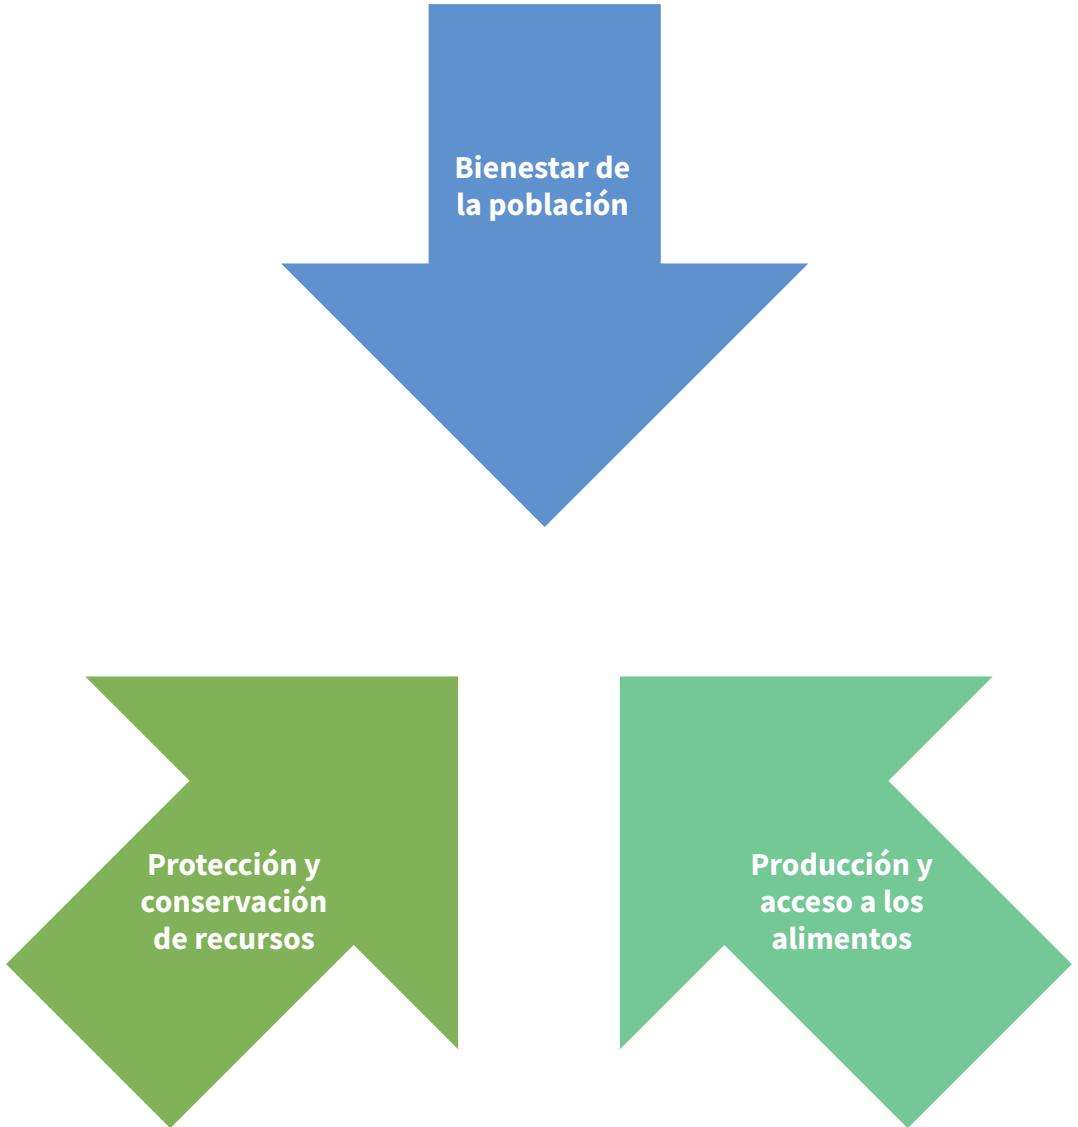 Bienestar de
la población
Protección y
conservación
de recursos
Producción y
acceso a los
alimentos